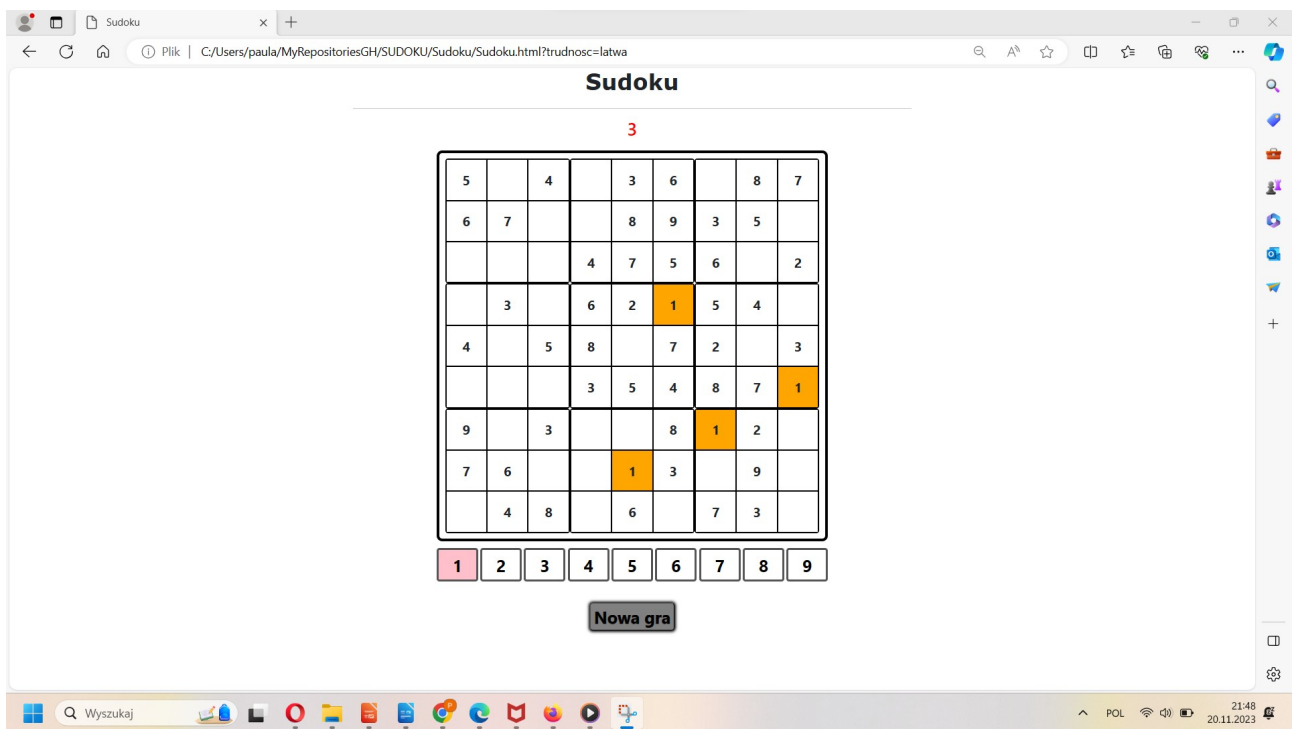 Sudoku
Plik | C:/Users/paula/MyRepositoriesGH/SUDOKU/Sudoku/Sudoku.html?trudnosc=latwa
Sudoku
3
5 4 3 6 8 7
6 7 8 9 3 5
4 7 5 6 2
3 6 2 1 5 4
4 5 8 7 2 3
3 5 4 8 7 1
9 3 8 1 2
7 6 1 3 9
4 8 6 7 3
1 2 3 4 5 6 7 8 9
Nowa gra
Wyszukaj
POL
21:48
20.11.2023